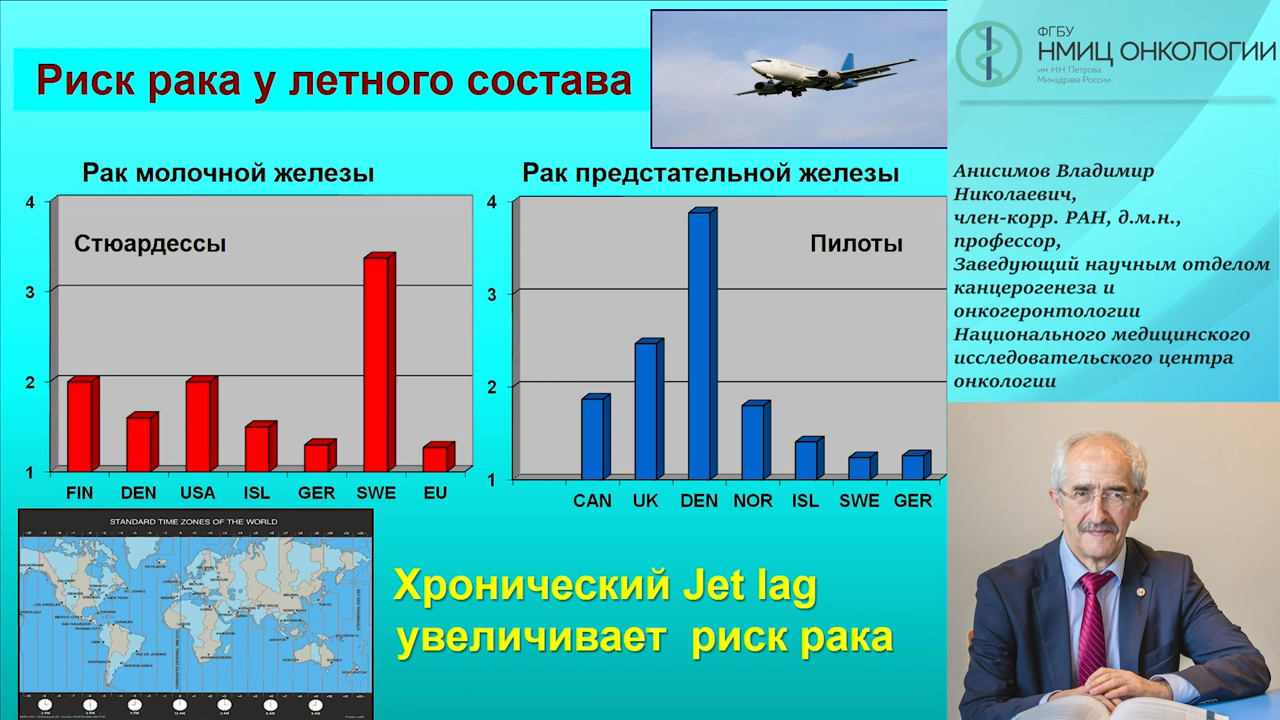 Риск рака у летного состава
Рак молочной железы
4
3
2
1
Стюардессы
FIN DEN USA ISL GER SWE EU
Рак предстательной железы
4
3
2
1
Пилоты
CAN UK DEN NOR ISL SWE GER
STANDARD TIME ZONES OF THE WORLD
Хронический Jet lag
увеличивает риск рака
ФГБУ
НМИЦ ОНКОЛОГИИ
им. Н.Н. Петрова
Минздрава России
Анисимов Владимир
Николаевич,
член-корр. РАН, д.м.н.,
профессор,
Заведующий научным отделом
канцерогенеза и
онкогеронтологии
Национального медицинского
исследовательского центра
онкологии